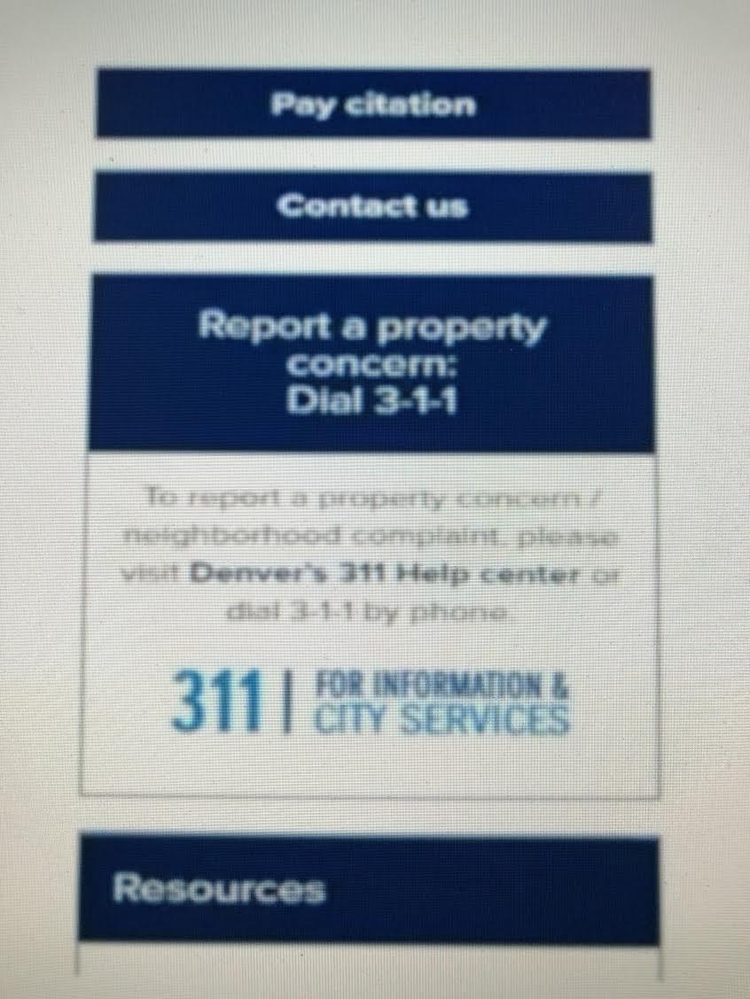 Pay citation
Contact us
Report a property
concern:
Dial 3-1-1
To report a property concern /
neighborhood complaint, please
visit Denver's 311 Help center or
dial 3-1-1 by phone.
311 | FOR INFORMATION &
CITY SERVICES
Resources